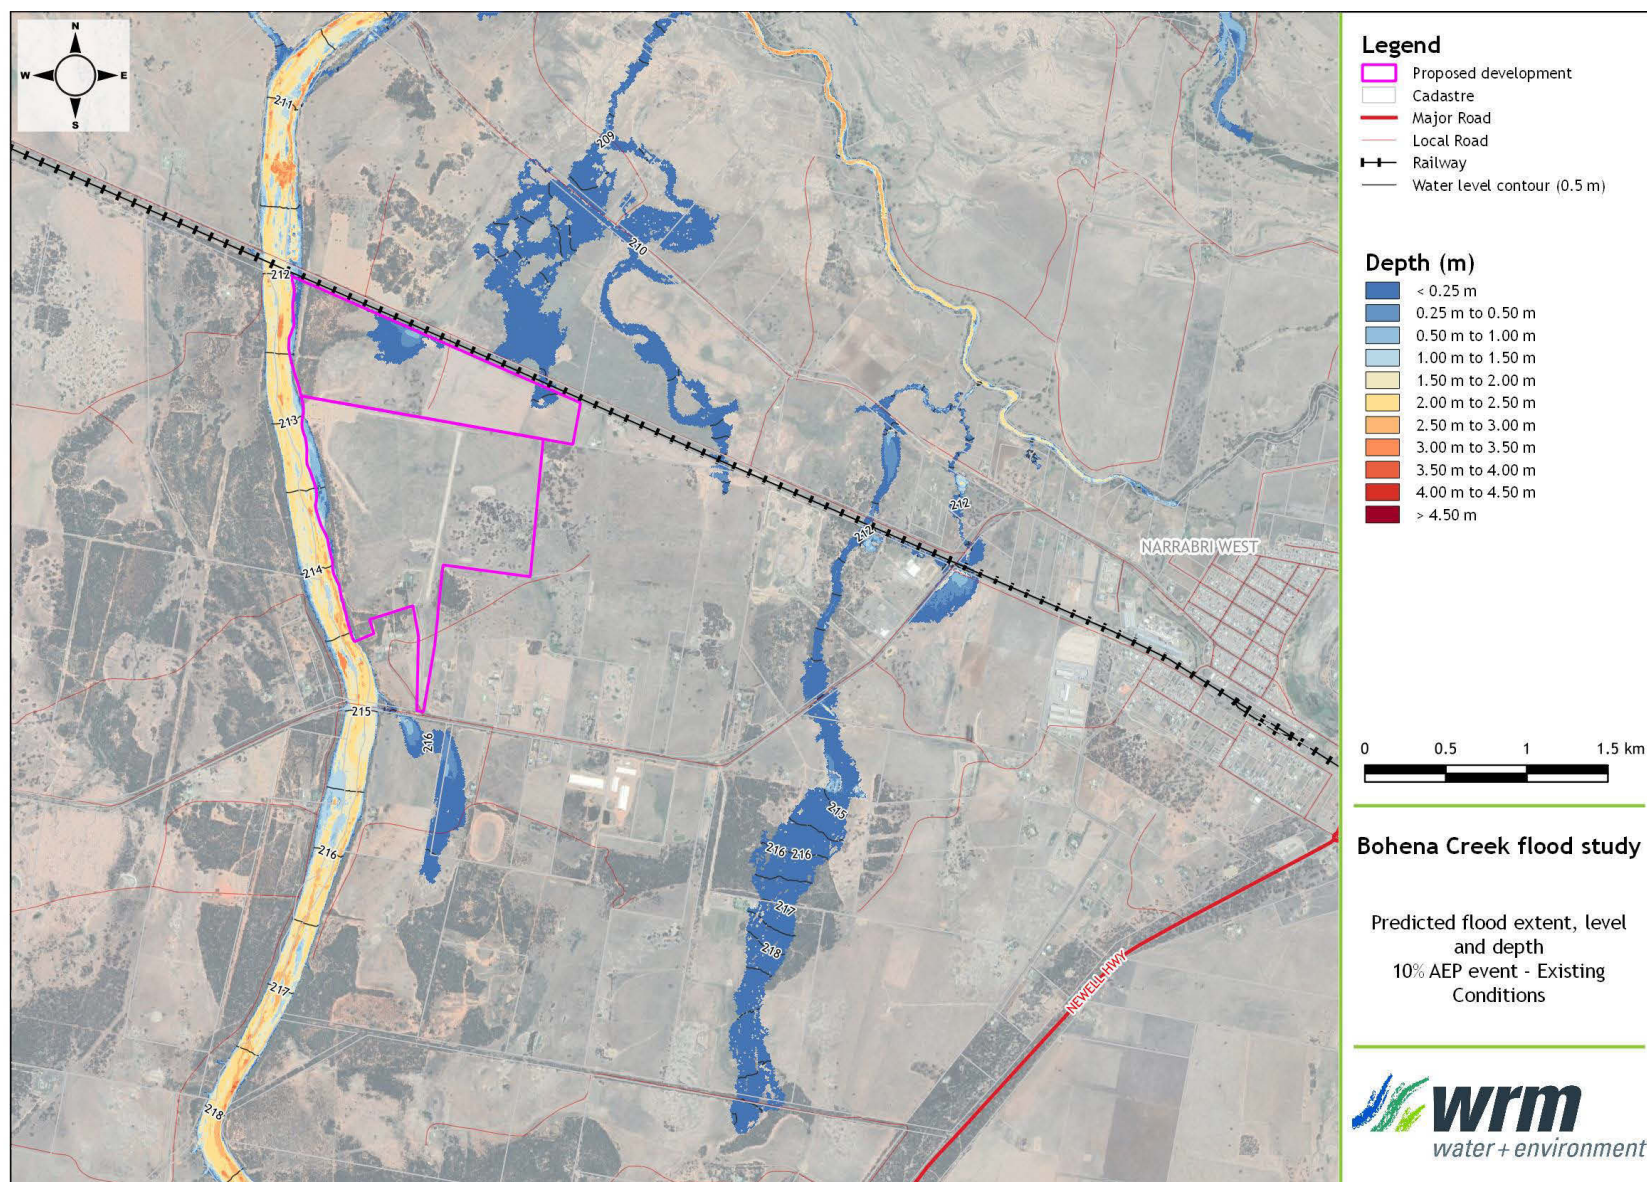 N
W
E
S
211
209
210
212
213
212
212
214
NARRABRI WEST
215
216
215
216
216
216
217
218
217
NEWELL HWY
218
Legend
Proposed development
Cadastre
Major Road
Local Road
Railway
Water level contour (0.5 m)
Depth (m)
< 0.25 m
0.25 m to 0.50 m
0.50 m to 1.00 m
1.00 m to 1.50 m
1.50 m to 2.00 m
2.00 m to 2.50 m
2.50 m to 3.00 m
3.00 m to 3.50 m
3.50 m to 4.00 m
4.00 m to 4.50 m
> 4.50 m
0 0.5 1 1.5 km
Bohena Creek flood study
Predicted flood extent, level
and depth
10% AEP event - Existing
Conditions
wrm
water + environment